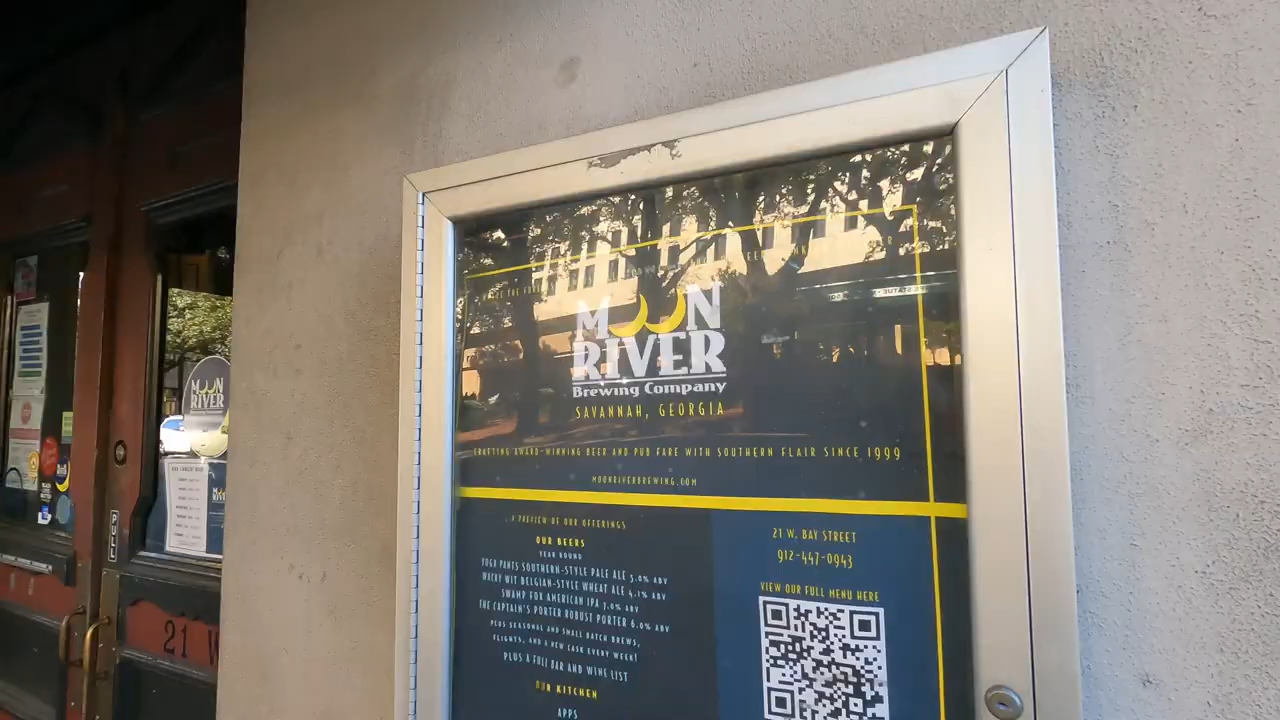 MOON
RIVER
Brewing Company
SAVANNAH, GEORGIA
CRAFTING AWARD-WINNING BEER AND PUB FARE WITH SOUTHERN FLAIR SINCE 1999
MOONRIVERBREWING.COM
A PREVIEW OF OUR OFFERINGS
OUR BEERS
YEAR ROUND
YOGA PANTS SOUTHERN-STYLE PALE ALE 5.0% ABV
WACKY WIT BELGIAN-STYLE WHEAT ALE 4.1% ABV
SWAMP FOX AMERICAN IPA 7.0% ABV
THE CAPTAIN'S PORTER ROBUST PORTER 6.0% ABV
PLUS SEASONAL AND SMALL BATCH BREWS,
FLIGHTS, AND A NEW CASK EVERY WEEK!
PLUS A FULL BAR AND WINE LIST
OUR KITCHEN
APPS
21 W. BAY STREET
912-447-0943
VIEW OUR FULL MENU HERE
MOON
RIVER
PULL
21 W